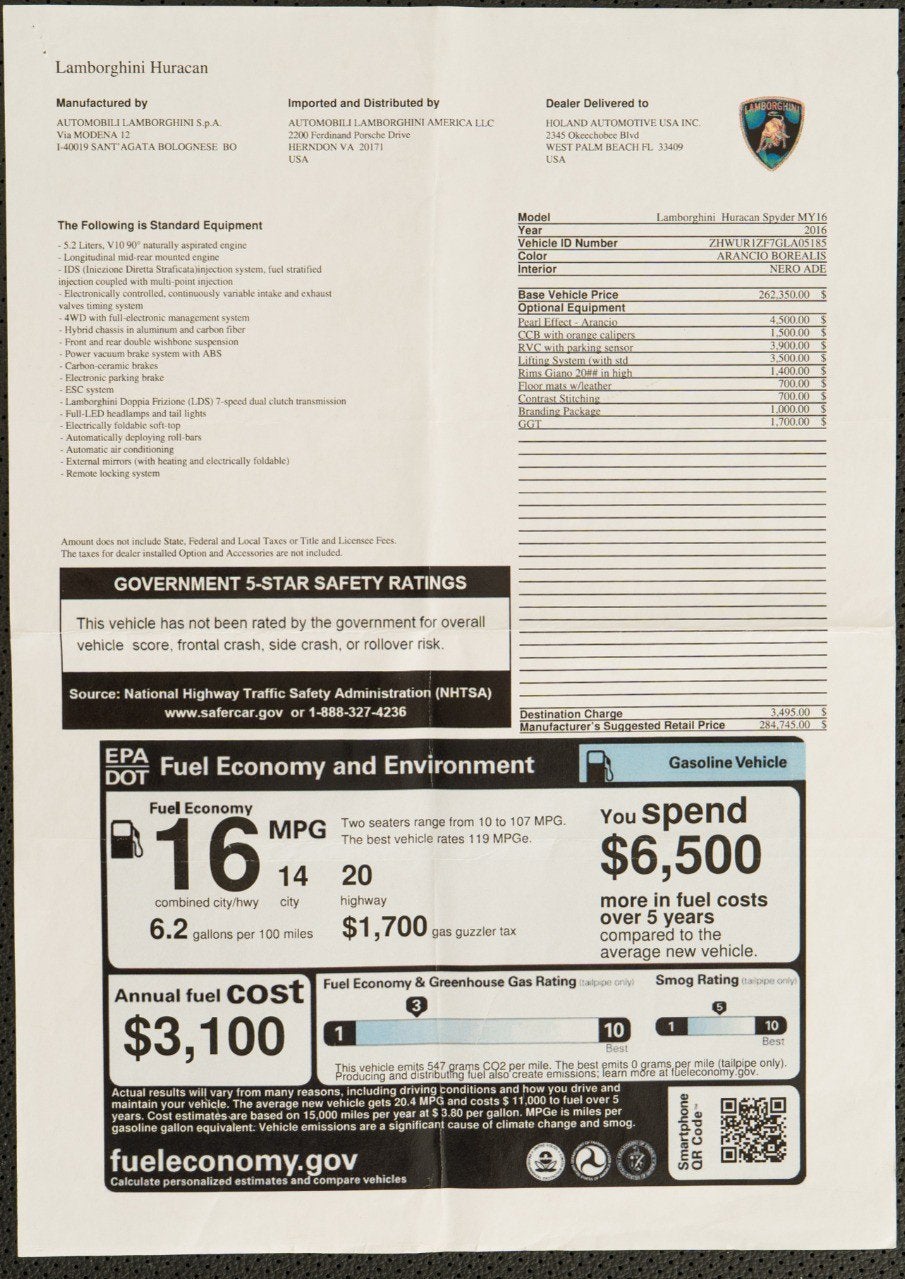 Lamborghini Huracan
Manufactured by
AUTOMOBILI LAMBORGHINI S.p.A.
Via MODENA 12
I-40019 SANT'AGATA BOLOGNESE BO
Imported and Distributed by
AUTOMOBILI LAMBORGHINI AMERICA LLC
2200 Ferdinand Porsche Drive
HERNDON VA 20171
USA
Dealer Delivered to
HOLAND AUTOMOTIVE USA INC.
2345 Okeechobee Blvd
WEST PALM BEACH FL 33409
USA
LAMBORGHINI
The Following is Standard Equipment
- 5.2 Liters, V10 90° naturally aspirated engine
- Longitudinal mid-rear mounted engine
- IDS (Iniezione Diretta Straficata)injection system, fuel stratified
injection coupled with multi-point injection
- Electronically controlled, continuously variable intake and exhaust
valves timing system
- 4WD with full-electronic management system
- Hybrid chassis in aluminum and carbon fiber
- Front and rear double wishbone suspension
- Power vacuum brake system with ABS
- Carbon-ceramic brakes
- Electronic parking brake
- ESC system
- Lamborghini Doppia Frizione (LDS) 7-speed dual clutch transmission
- Full-LED headlamps and tail lights
- Electrically foldable soft-top
- Automatically deploying roll-bars
- Automatic air conditioning
- External mirrors (with heating and electrically foldable)
- Remote locking system
Amount does not include State, Federal and Local Taxes or Title and Licensee Fees.
The taxes for dealer installed Option and Accessories are not included.
Model Lamborghini Huracan Spyder MY16
Year 2016
Vehicle ID Number ZHWUR1ZF7GLA05185
Color ARANCIO BOREALIS
Interior NERO ADE
Base Vehicle Price 262,350.00 $
Optional Equipment
Pearl Effect - Arancio 4,500.00 $
CCB with orange calipers 1,500.00 $
RVC with parking sensor 3,900.00 $
Lifting System (with std 3,500.00 $
Rims Giano 20## in high 1,400.00 $
Floor mats w/leather 700.00 $
Contrast Stitching 700.00 $
Branding Package 1,000.00 $
GGT 1,700.00 $
Destination Charge 3,495.00 $
Manufacturer's Suggested Retail Price 284,745.00 $
GOVERNMENT 5-STAR SAFETY RATINGS
This vehicle has not been rated by the government for overall
vehicle score, frontal crash, side crash, or rollover risk.
Source: National Highway Traffic Safety Administration (NHTSA)
www.safercar.gov or 1-888-327-4236
EPA
DOT
Fuel Economy and Environment
Gasoline Vehicle
Fuel Economy
16 MPG
combined city/hwy
14
city
20
highway
Two seaters range from 10 to 107 MPG.
The best vehicle rates 119 MPGe.
6.2 gallons per 100 miles
$1,700 gas guzzler tax
You spend
$6,500
more in fuel costs
over 5 years
compared to the
average new vehicle.
Annual fuel COST
$3,100
Fuel Economy & Greenhouse Gas Rating (tailpipe only)
3
1
10
Best
Smog Rating (tailpipe only)
5
1
10
Best
This vehicle emits 547 grams CO2 per mile. The best emits 0 grams per mile (tailpipe only).
Producing and distributing fuel also create emissions; learn more at fueleconomy.gov.
Actual results will vary from many reasons, including driving conditions and how you drive and
maintain your vehicle. The average new vehicle gets 20.4 MPG and costs $ 11,000 to fuel over 5
years. Cost estimates are based on 15,000 miles per year at $ 3.80 per gallon. MPGe is miles per
gasoline gallon equivalent. Vehicle emissions are a significant cause of climate change and smog.
fueleconomy.gov
Calculate personalized estimates and compare vehicles
Smartphone
QR Code™